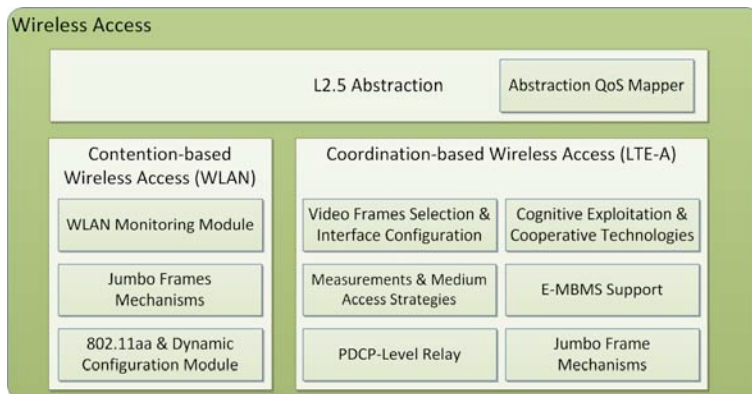 Wireless Access
L2.5 Abstraction
Abstraction QoS Mapper
Contention-based
Wireless Access (WLAN)
WLAN Monitoring Module
Jumbo Frames
Mechanisms
802.11aa & Dynamic
Configuration Module
Coordination-based Wireless Access (LTE-A)
Video Frames Selection &
Interface Configuration
Cognitive Exploitation &
Cooperative Technologies
Measurements & Medium
Access Strategies
E-MBMS Support
PDCP-Level Relay
Jumbo Frame
Mechanisms